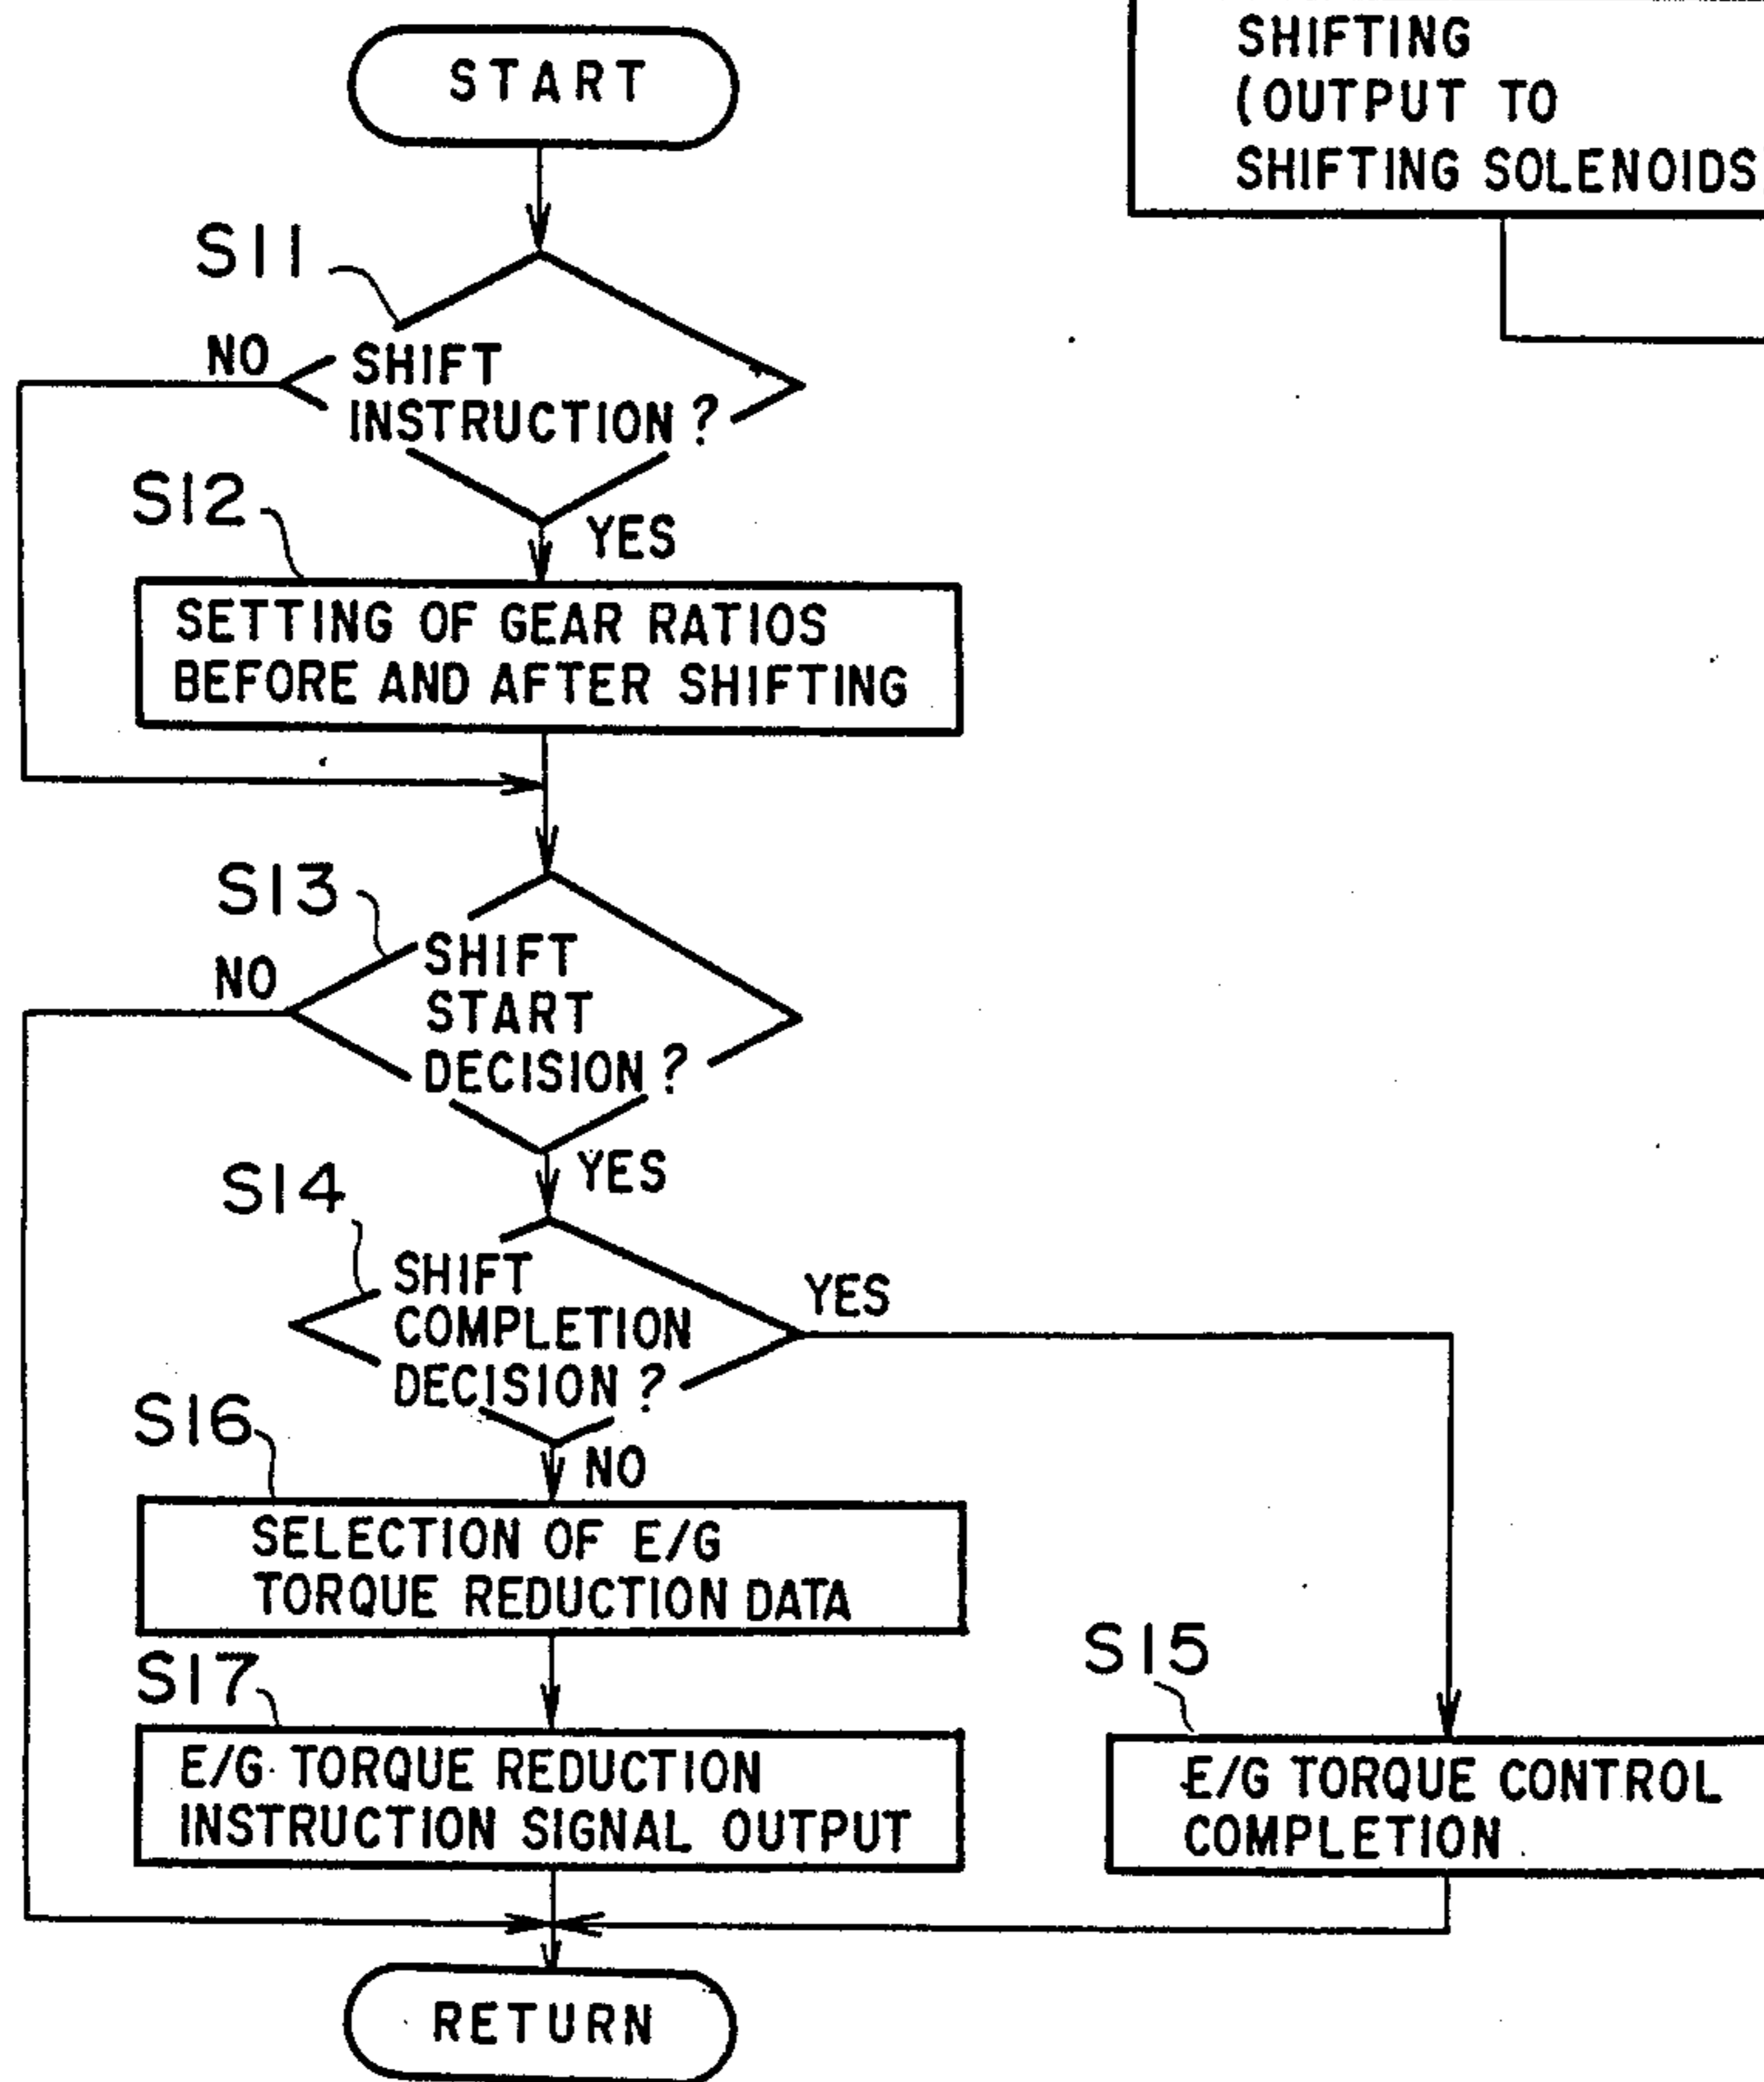 START
S11
NO
SHIFT
INSTRUCTION ?
S12
YES
SETTING OF GEAR RATIOS
BEFORE AND AFTER SHIFTING
S13
NO
SHIFT
START
DECISION ?
YES
S14
SHIFT
COMPLETION
DECISION ?
YES
S16
NO
SELECTION OF E/G
TORQUE REDUCTION DATA
S17
E/G TORQUE REDUCTION
INSTRUCTION SIGNAL OUTPUT
S15
E/G TORQUE CONTROL
COMPLETION
RETURN
SHIFTING
(OUTPUT TO
SHIFTING SOLENOIDS